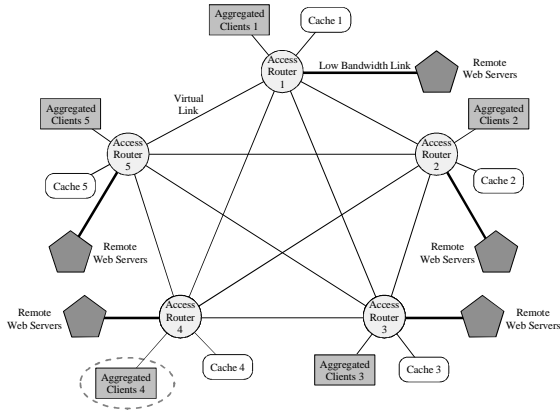 Aggregated
Clients 1
Cache 1
Access
Router
1
Low Bandwidth Link
Remote
Web Servers
Virtual
Link
Aggregated
Clients 5
Access
Router
5
Cache 5
Remote
Web Servers
Aggregated
Clients 2
Access
Router
2
Cache 2
Remote
Web Servers
Remote
Web Servers
Access
Router
4
Aggregated
Clients 4
Cache 4
Access
Router
3
Aggregated
Clients 3
Cache 3
Remote
Web Servers